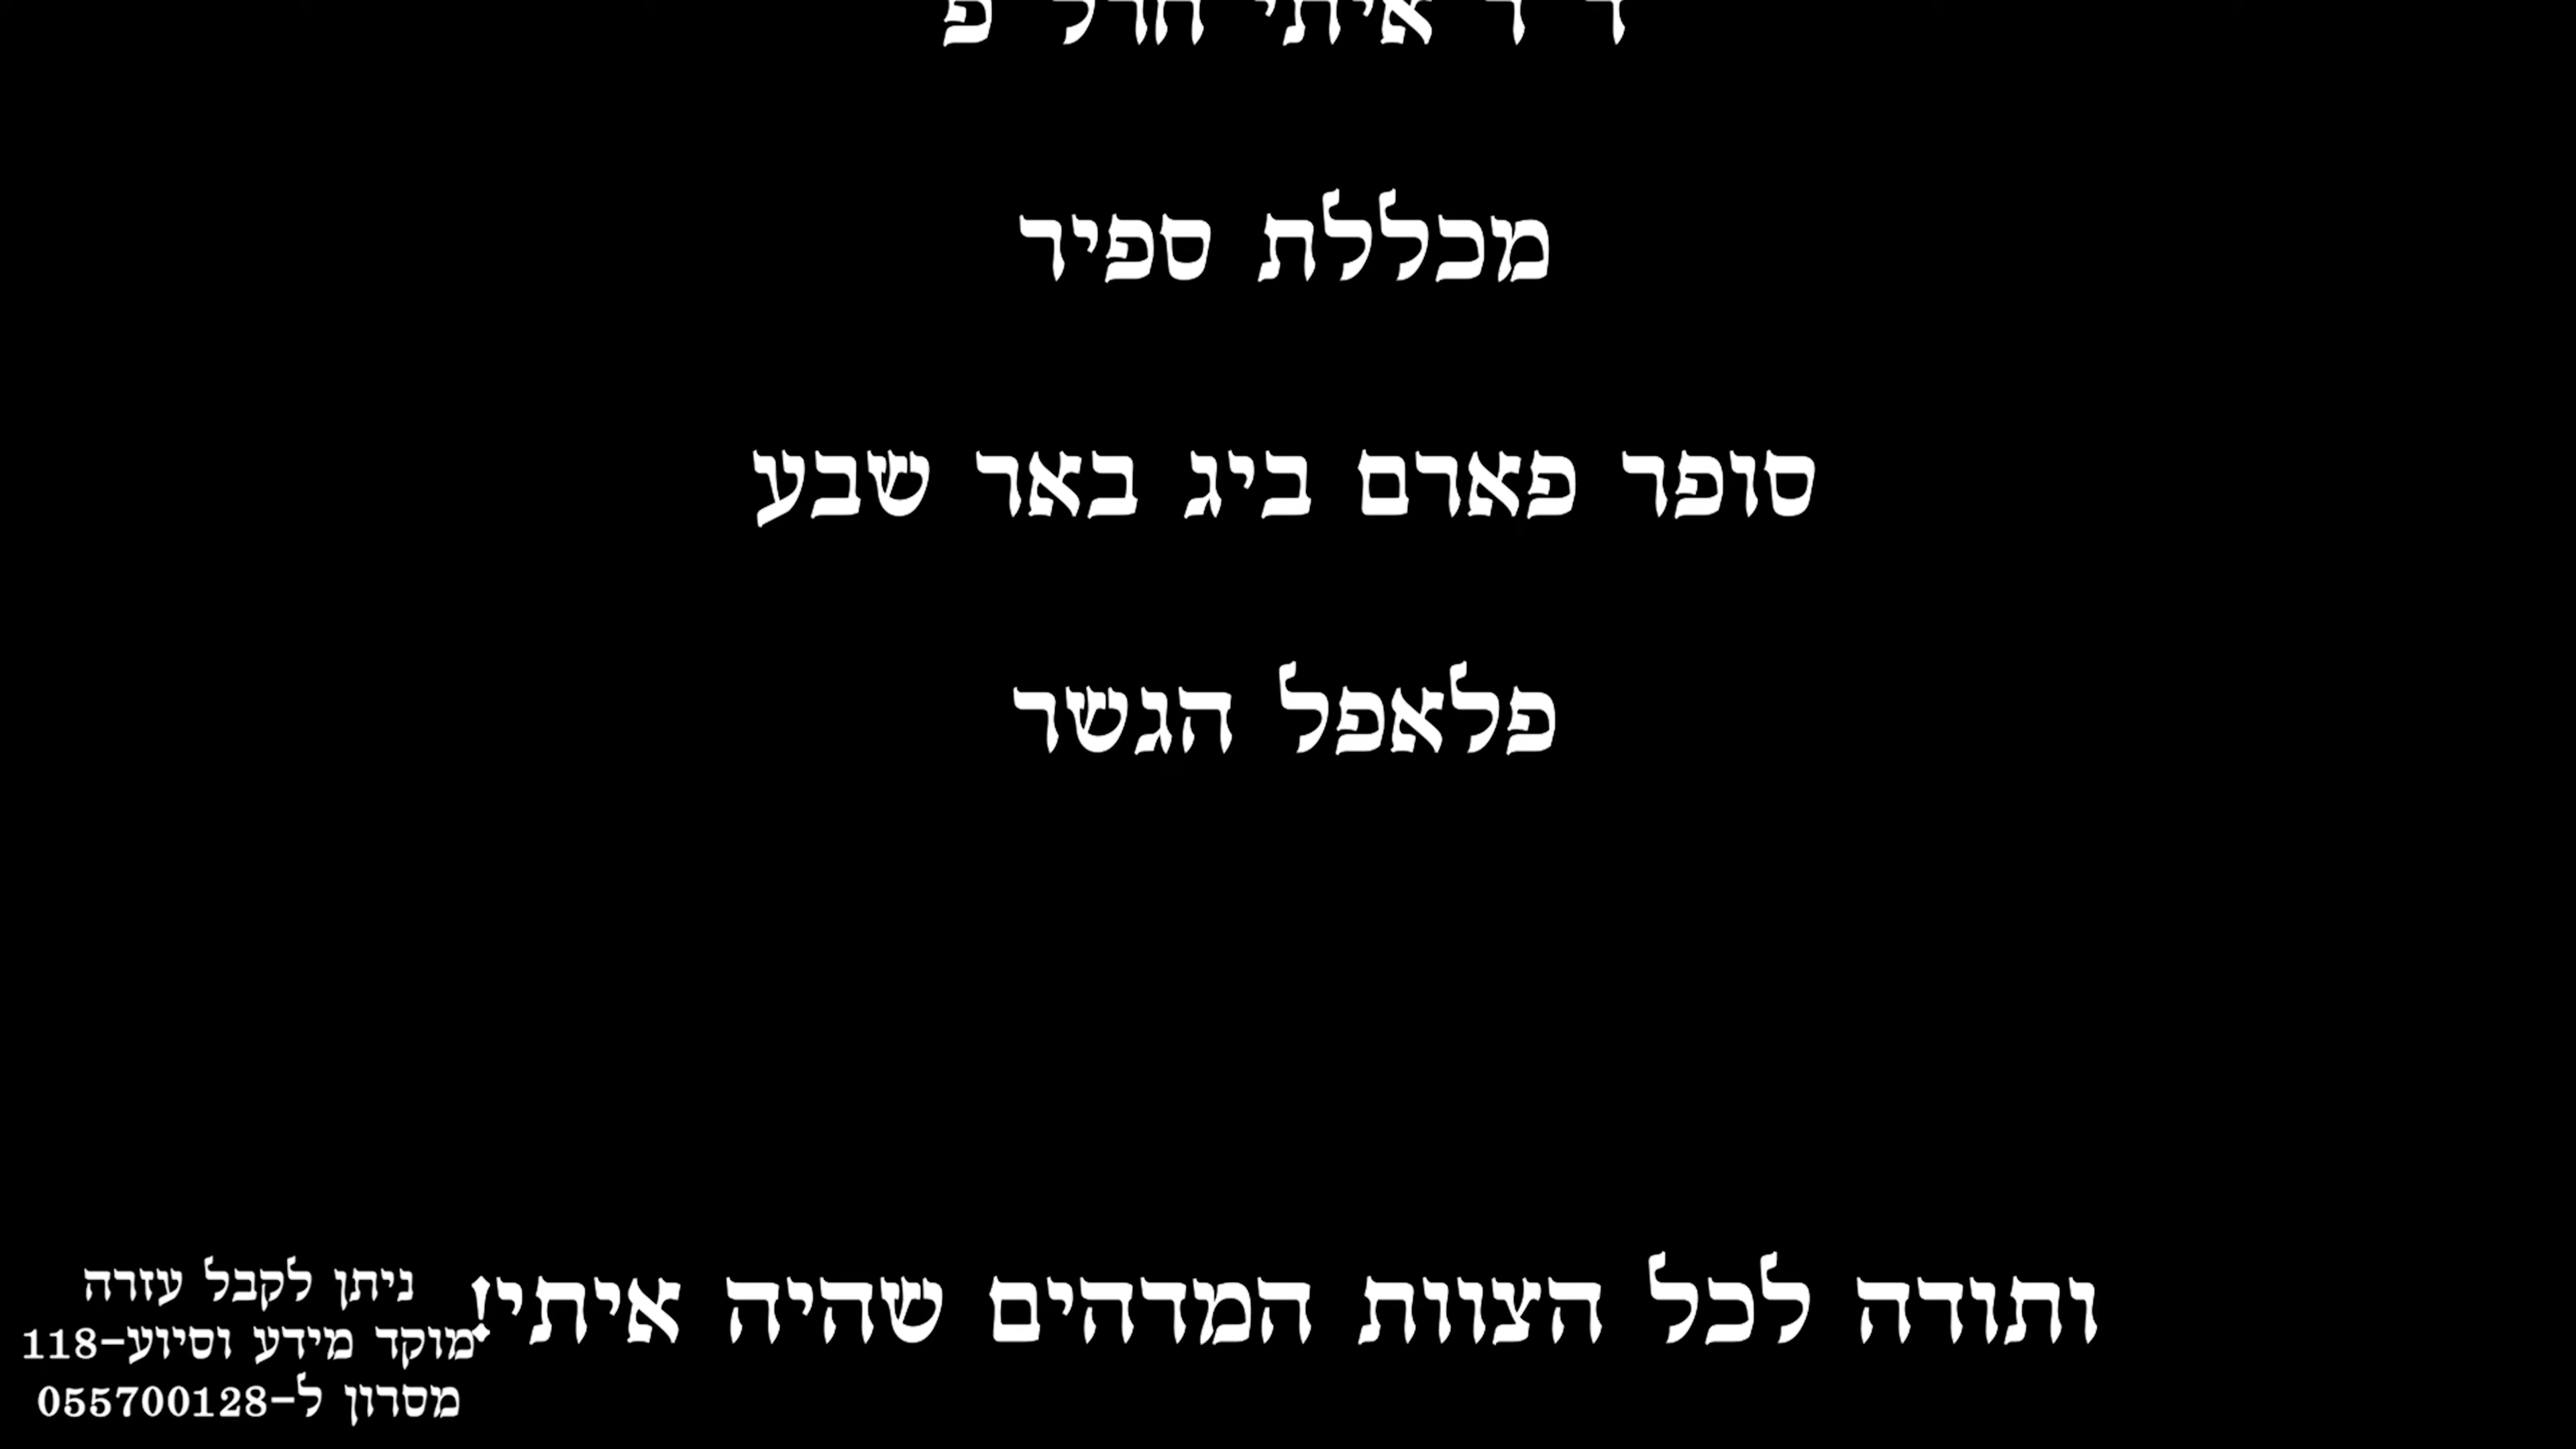 איתי
מכללת ספיר
סופר פארם ביג באר שבע
פלאפל הגשר
ותודה לכל הצוות המדהים שהיה איתי!
ניתן לקבל עזרה
מוקד מידע וסיוע-118
מסרון ל-055700128